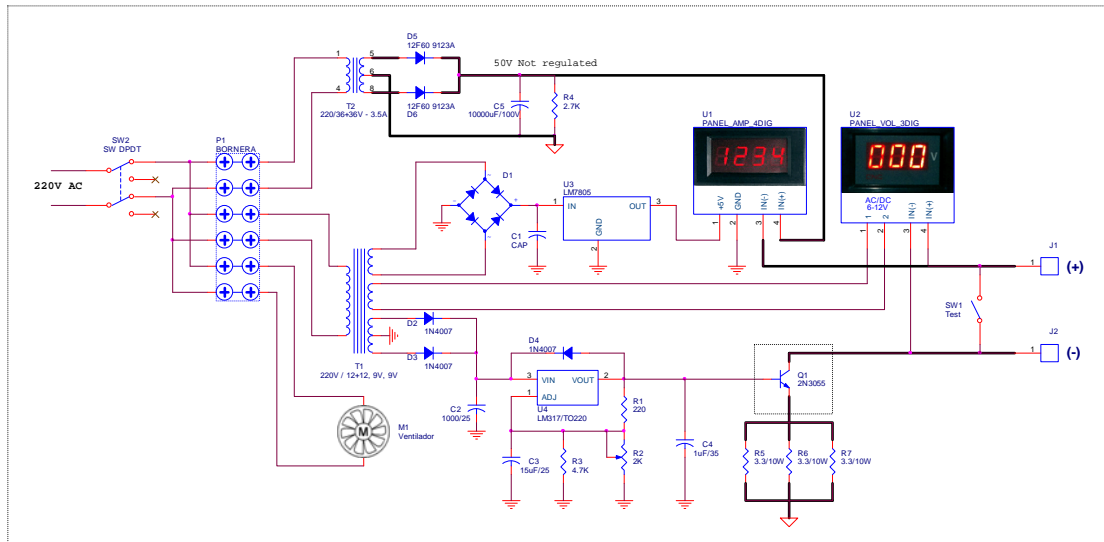 D5
12F60 9123A
50V Not regulated
1
5
6
4
8
12F60 9123A
D6
T2
220/36+36V - 3.5A
C5
10000uF/100V
R4
2.7K
U1
PANEL_AMP_4DIG
1234
+5V
GND
IN(-)
IN(+)
1
2
3
4
U2
PANEL_VOL_3DIG
000
V
AC/DC
6-12V
1
2
IN(-)
IN(+)
1
2
3
4
SW2
SW DPDT
220V AC
P1
BORNERA
D1
~
~
-
+
C1
CAP
U3
LM7805
1
IN
OUT
3
GND
2
J1
1
(+)
SW1
Test
J2
1
(-)
D2
1N4007
D3
1N4007
T1
220V / 12+12, 9V, 9V
D4
1N4007
3
VIN
VOUT
2
1
ADJ
U4
LM317/TO220
C2
1000/25
R1
220
C3
15uF/25
R3
4.7K
R2
2K
C4
1uF/35
Q1
2N3055
R5
3.3/10W
R6
3.3/10W
R7
3.3/10W
M
M1
Ventilador